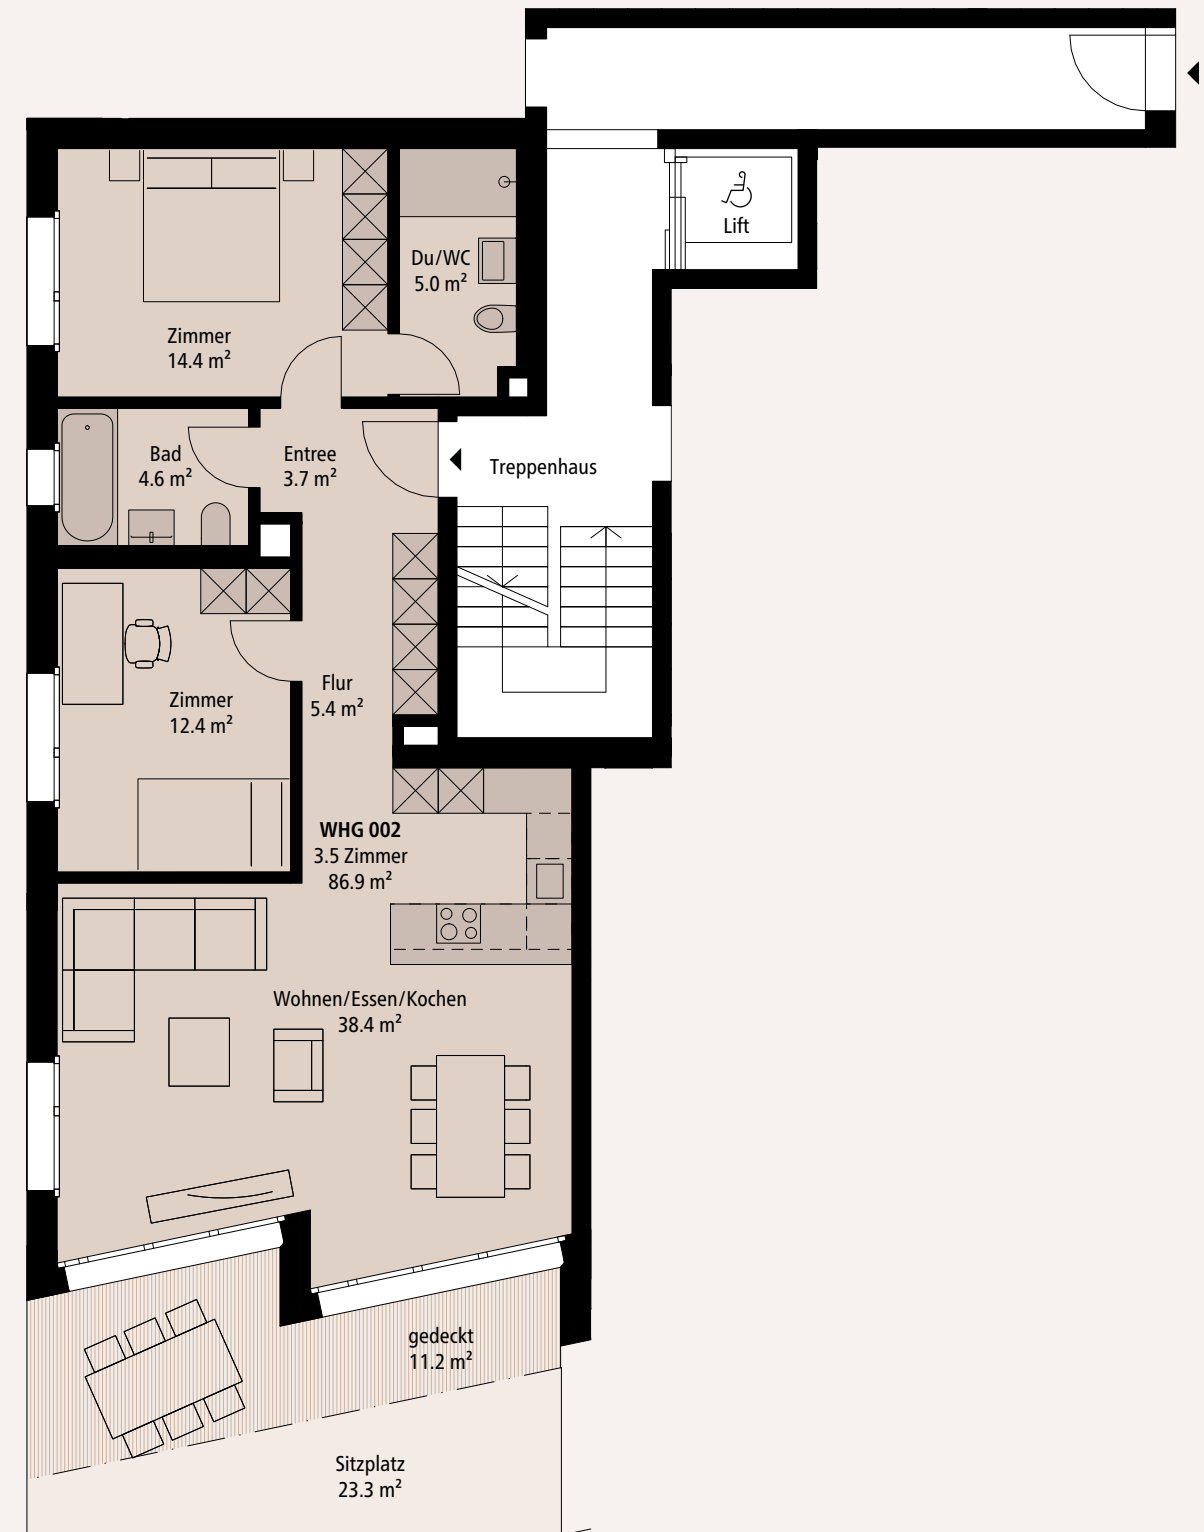 Lift
Du/WC
5.0 m²
Zimmer
14.4 m²
Bad
4.6 m²
Entree
3.7 m²
Treppenhaus
Zimmer
12.4 m²
Flur
5.4 m²
WHG 002
3.5 Zimmer
86.9 m²
Wohnen/Essen/Kochen
38.4 m²
gedeckt
11.2 m²
Sitzplatz
23.3 m²